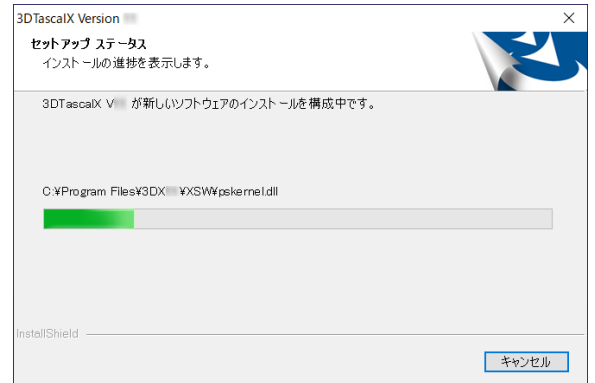 3DTascalX Version
セットアップ ステータス
インストールの進捗を表示します。
3DTascalX V が新しいソフトウェアのインストールを構成中です。
C:¥Program Files¥3DX ¥XSW¥pskernel.dll
InstallShield
キャンセル